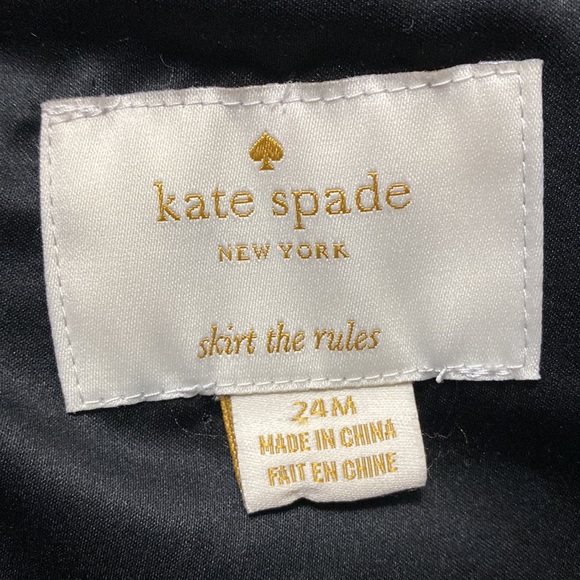 kate spade
NEW YORK
skirt the rules
24M
MADE IN CHINA
FAIT EN CHINE